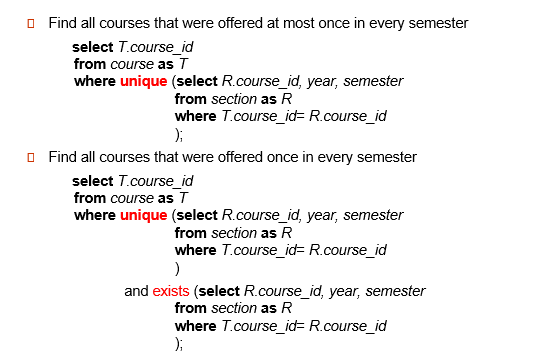 Find all courses that were offered at most once in every semester
select T.course_id
from course as T
where unique (select R.course_id, year, semester
from section as R
where T.course_id= R.course_id
);
Find all courses that were offered once in every semester
select T.course_id
from course as T
where unique (select R.course_id, year, semester
from section as R
where T.course_id= R.course_id
)
and exists (select R.course_id, year, semester
from section as R
where T.course_id= R.course_id
);